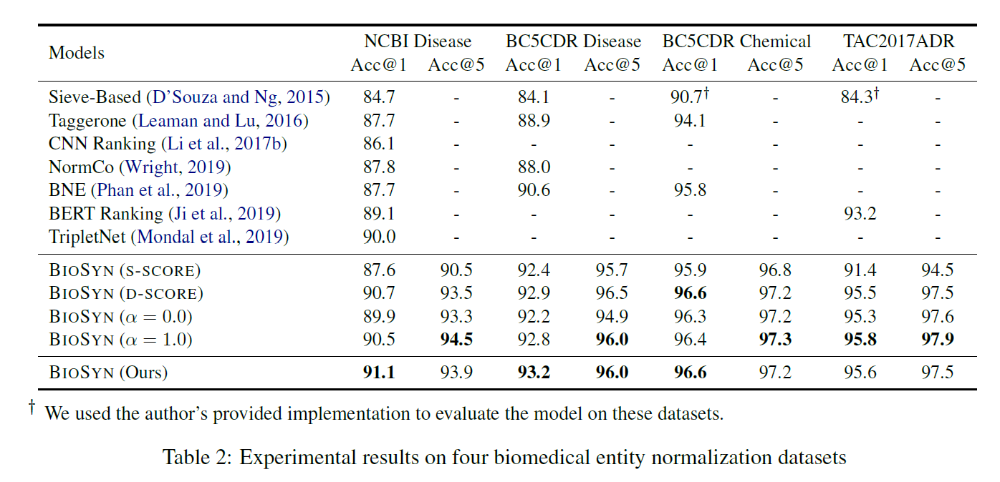 Models NCBI Disease BC5CDR Disease BC5CDR Chemical TAC2017ADR
Acc@1 Acc@5 Acc@1 Acc@5 Acc@1 Acc@5 Acc@1 Acc@5
Sieve-Based (D'Souza and Ng, 2015) 84.7 - 84.1 - 90.7† - 84.3† -
Taggerone (Leaman and Lu, 2016) 87.7 - 88.9 - 94.1 - - -
CNN Ranking (Li et al., 2017b) 86.1 - - - - - - -
NormCo (Wright, 2019) 87.8 - 88.0 - - - - -
BNE (Phan et al., 2019) 87.7 - 90.6 - 95.8 - - -
BERT Ranking (Ji et al., 2019) 89.1 - - - - - 93.2 -
TripletNet (Mondal et al., 2019) 90.0 - - - - - - -
BIOSYN (S-SCORE) 87.6 90.5 92.4 95.7 95.9 96.8 91.4 94.5
BIOSYN (D-SCORE) 90.7 93.5 92.9 96.5 96.6 97.2 95.5 97.5
BIOSYN (α = 0.0) 89.9 93.3 92.2 94.9 96.3 97.2 95.3 97.6
BIOSYN (α = 1.0) 90.5 94.5 92.8 96.0 96.4 97.3 95.8 97.9
BIOSYN (Ours) 91.1 93.9 93.2 96.0 96.6 97.2 95.6 97.5
† We used the author's provided implementation to evaluate the model on these datasets.
Table 2: Experimental results on four biomedical entity normalization datasets